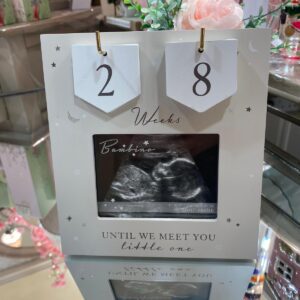 2 8
Weeks
Bambino
UNTIL WE MEET YOU
little one